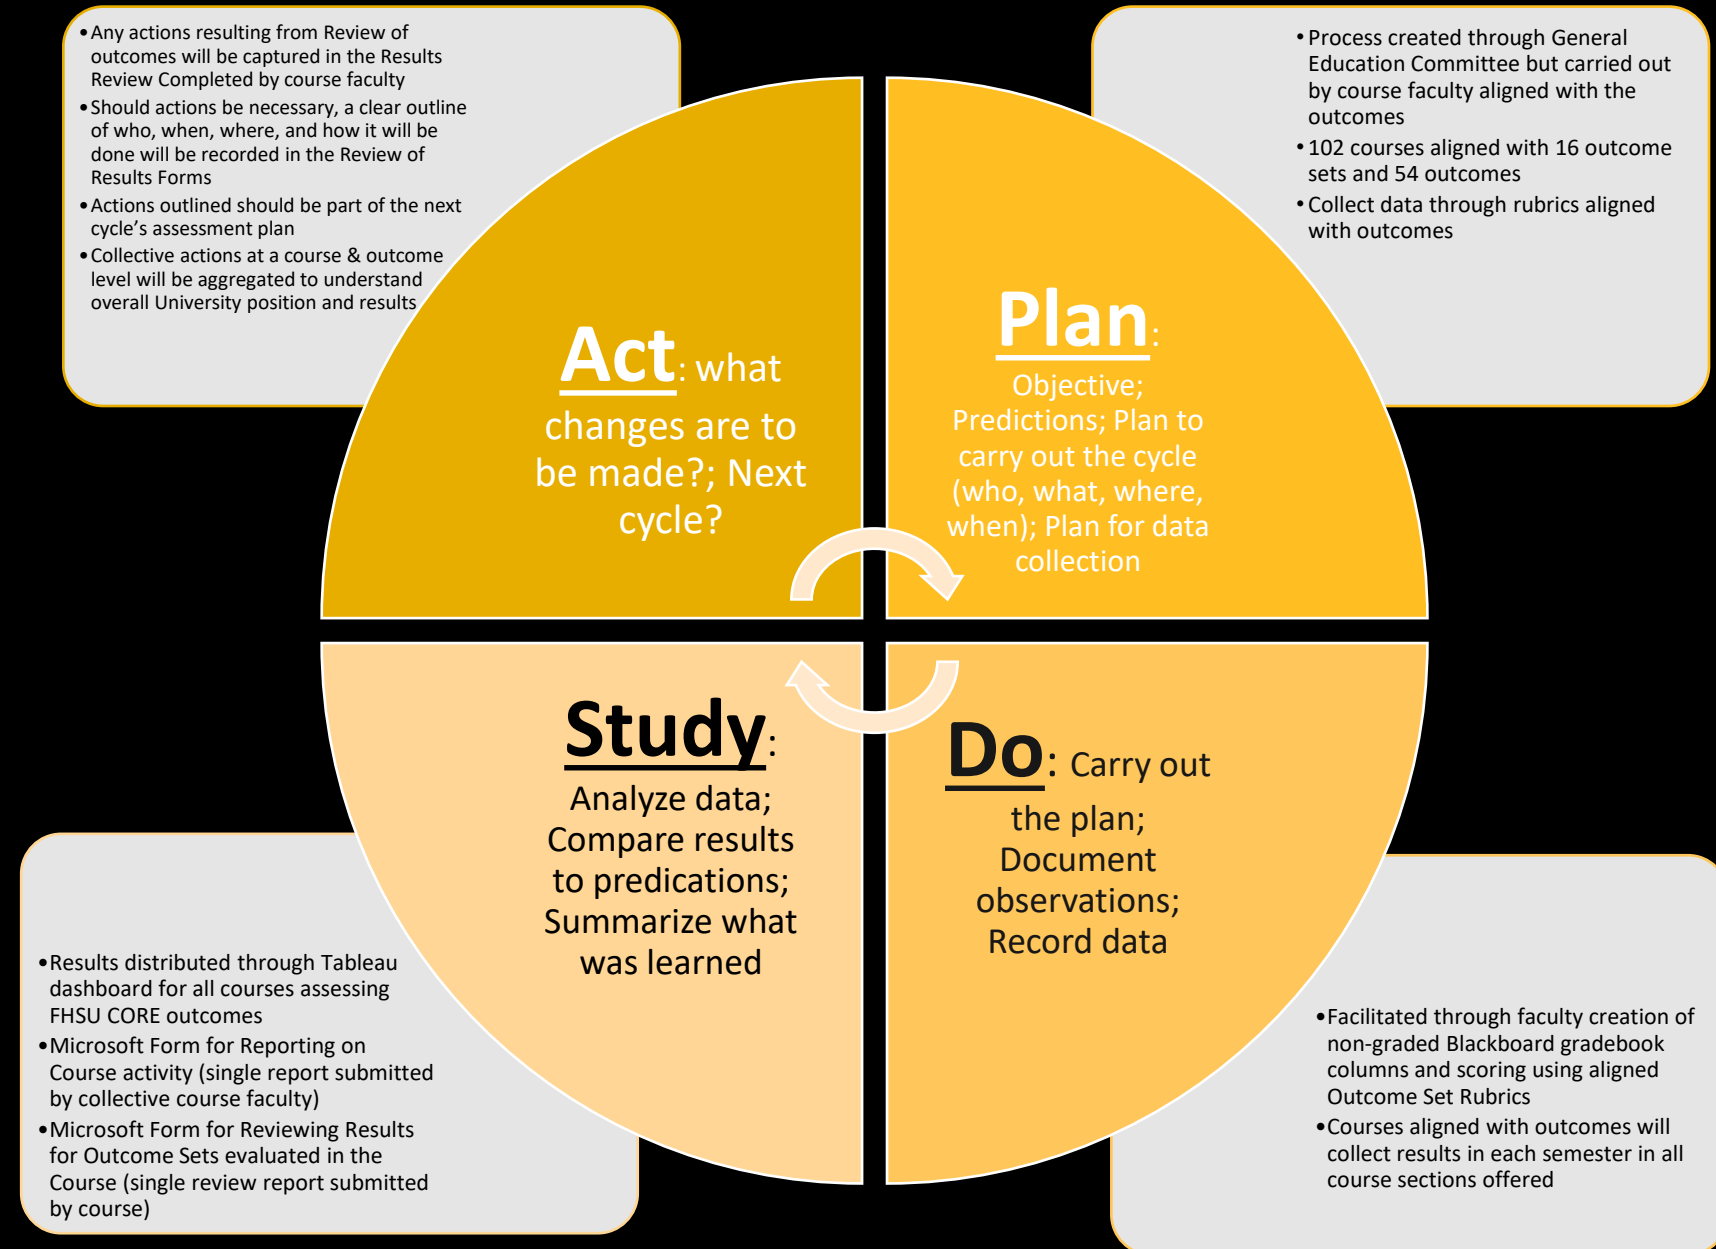 •Any actions resulting from Review of
outcomes will be captured in the Results
Review Completed by course faculty
•Should actions be necessary, a clear outline
of who, when, where, and how it will be
done will be recorded in the Review of
Results Forms
•Actions outlined should be part of the next
cycle's assessment plan
•Collective actions at a course & outcome
level will be aggregated to understand
overall University position and results
•Process created through General
Education Committee but carried out
by course faculty aligned with the
outcomes
•102 courses aligned with 16 outcome
sets and 54 outcomes
•Collect data through rubrics aligned
with outcomes
Act: what
changes are to
be made?; Next
cycle?
Plan:
Objective;
Predictions; Plan to
carry out the cycle
(who, what, where,
when); Plan for data
collection
Study:
Analyze data;
Compare results
to predications;
Summarize what
was learned
Do: Carry out
the plan;
Document
observations;
Record data
•Results distributed through Tableau
dashboard for all courses assessing
FHSU CORE outcomes
•Microsoft Form for Reporting on
Course activity (single report submitted
by collective course faculty)
•Microsoft Form for Reviewing Results
for Outcome Sets evaluated in the
Course (single review report submitted
by course)
•Facilitated through faculty creation of
non-graded Blackboard gradebook
columns and scoring using aligned
Outcome Set Rubrics
•Courses aligned with outcomes will
collect results in each semester in all
course sections offered